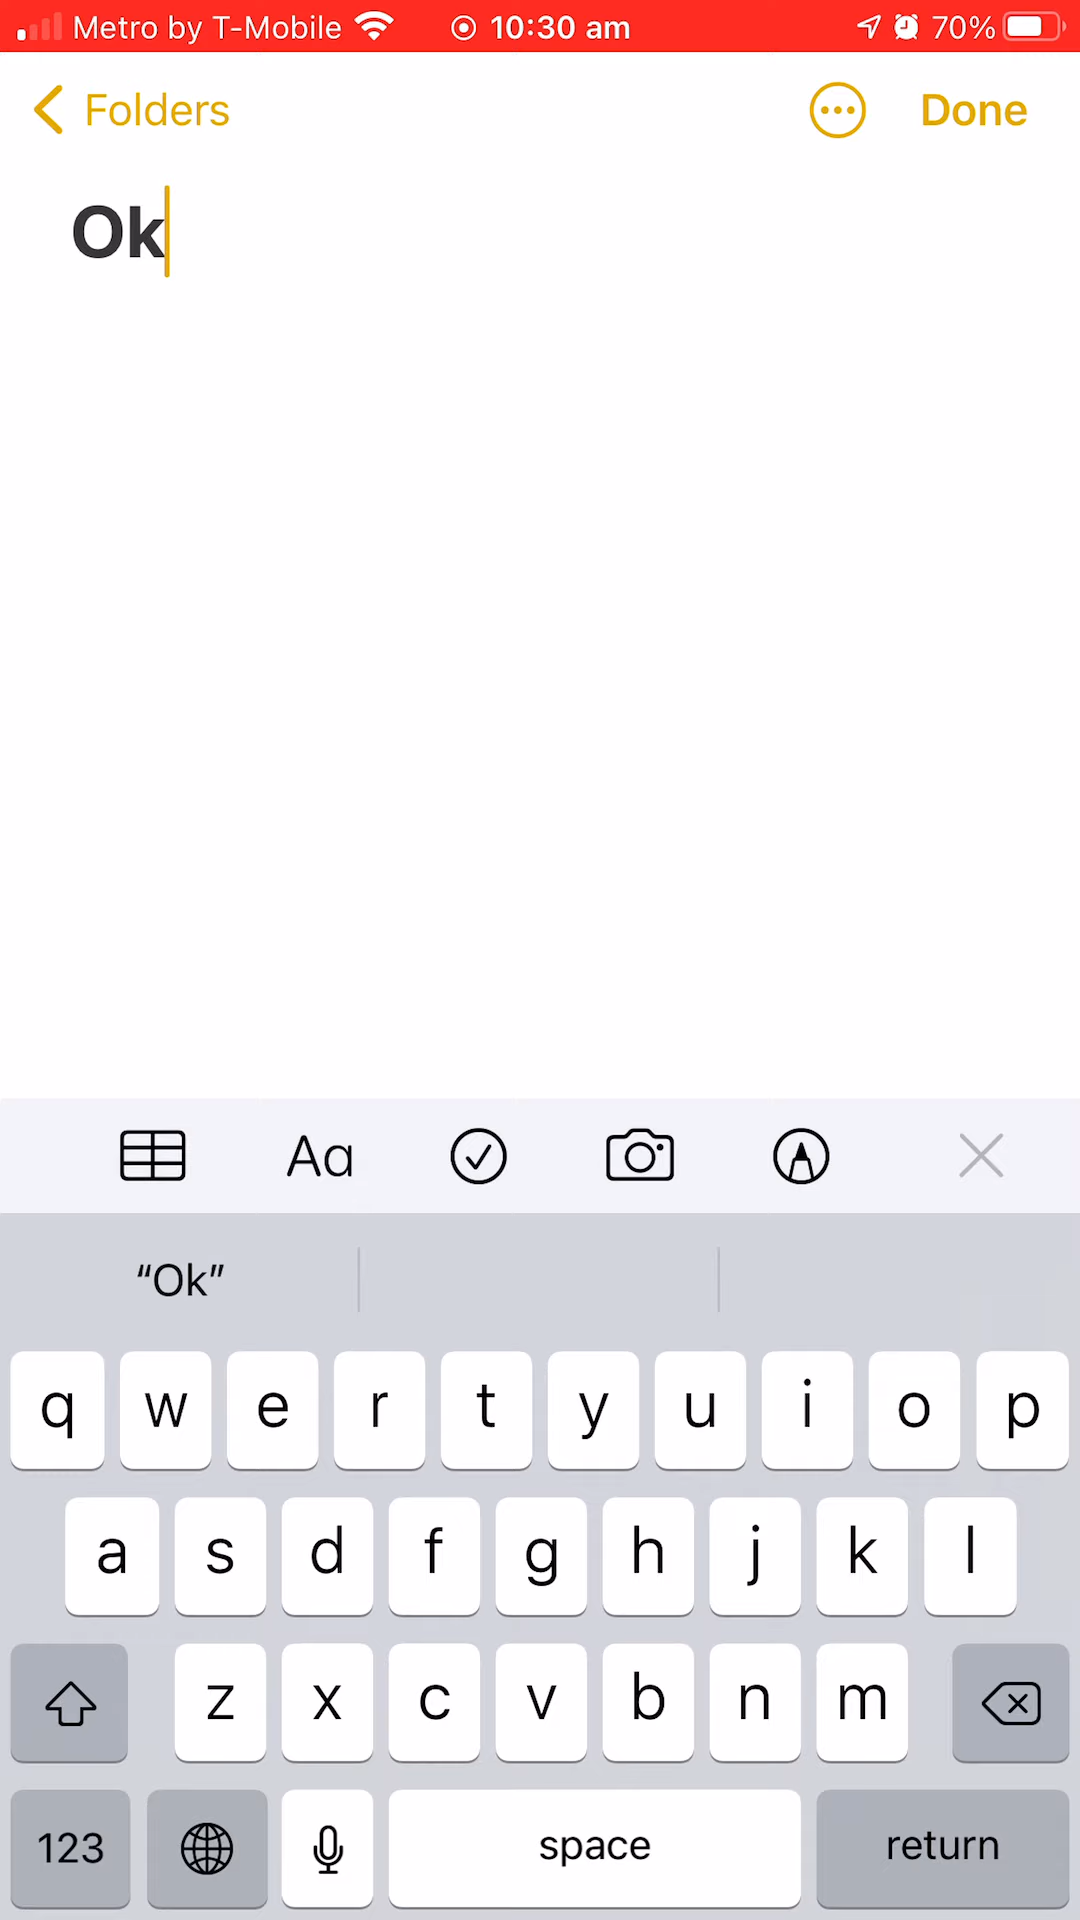 Metro by T-Mobile 10:30 am 70%
Folders Done
Ok
Aa
“Ok”
q w e r t y u i o p
a s d f g h j k l
z x c v b n m
123 space return